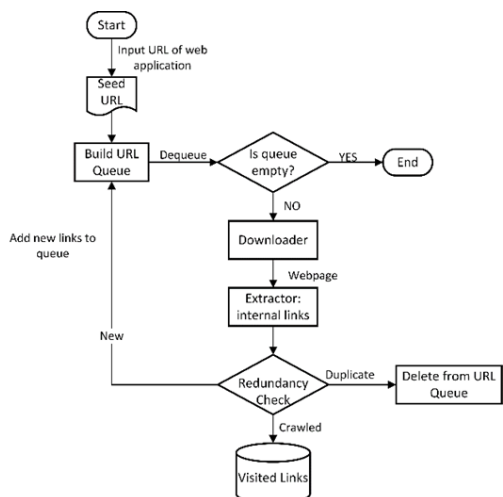 Start
Input URL of web
application
Seed
URL
Build URL
Queue
Dequeue
Is queue
empty?
YES
End
NO
Downloader
Add new links to
queue
Webpage
Extractor:
internal links
New
Redundancy
Check
Duplicate
Delete from URL
Queue
Crawled
Visited Links